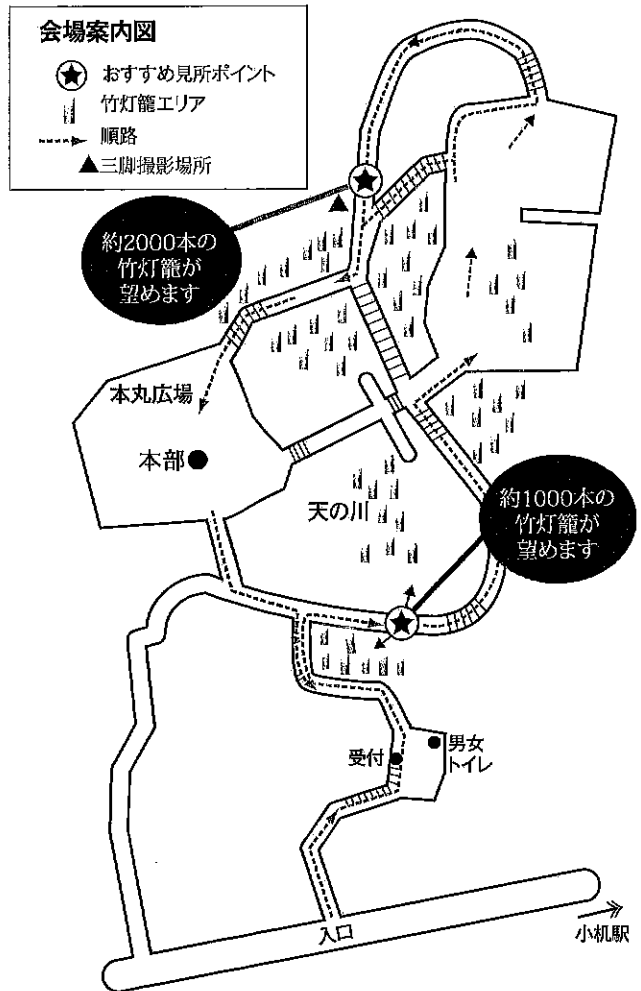 会場案内図
おすすめ見所ポイント
竹灯籠エリア
順路
三脚撮影場所
約2000本の
竹灯籠が
望めます
本丸広場
本部
天の川
約1000本の
竹灯籠が
望めます
受付
男女
トイレ
入口
小机駅